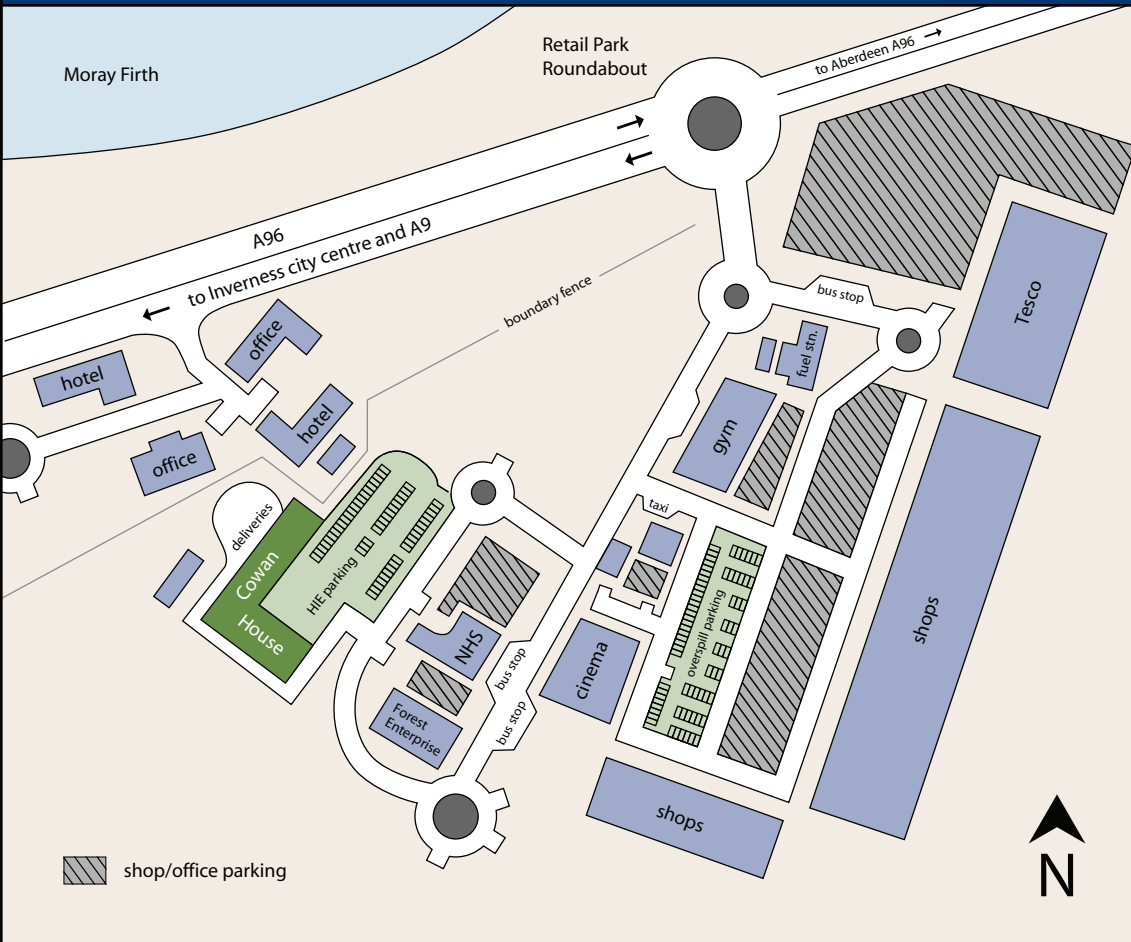 Moray Firth
Retail Park
Roundabout
to Aberdeen A96
A96
to Inverness city centre and A9
boundary fence
bus stop
Tesco
fuel stn.
office
hotel
hotel
office
gym
taxi
deliveries
Cowan
House
HIE parking
overspill parking
shops
NHS
bus stop
cinema
Forest
Enterprise
bus stop
shops
shop/office parking
N